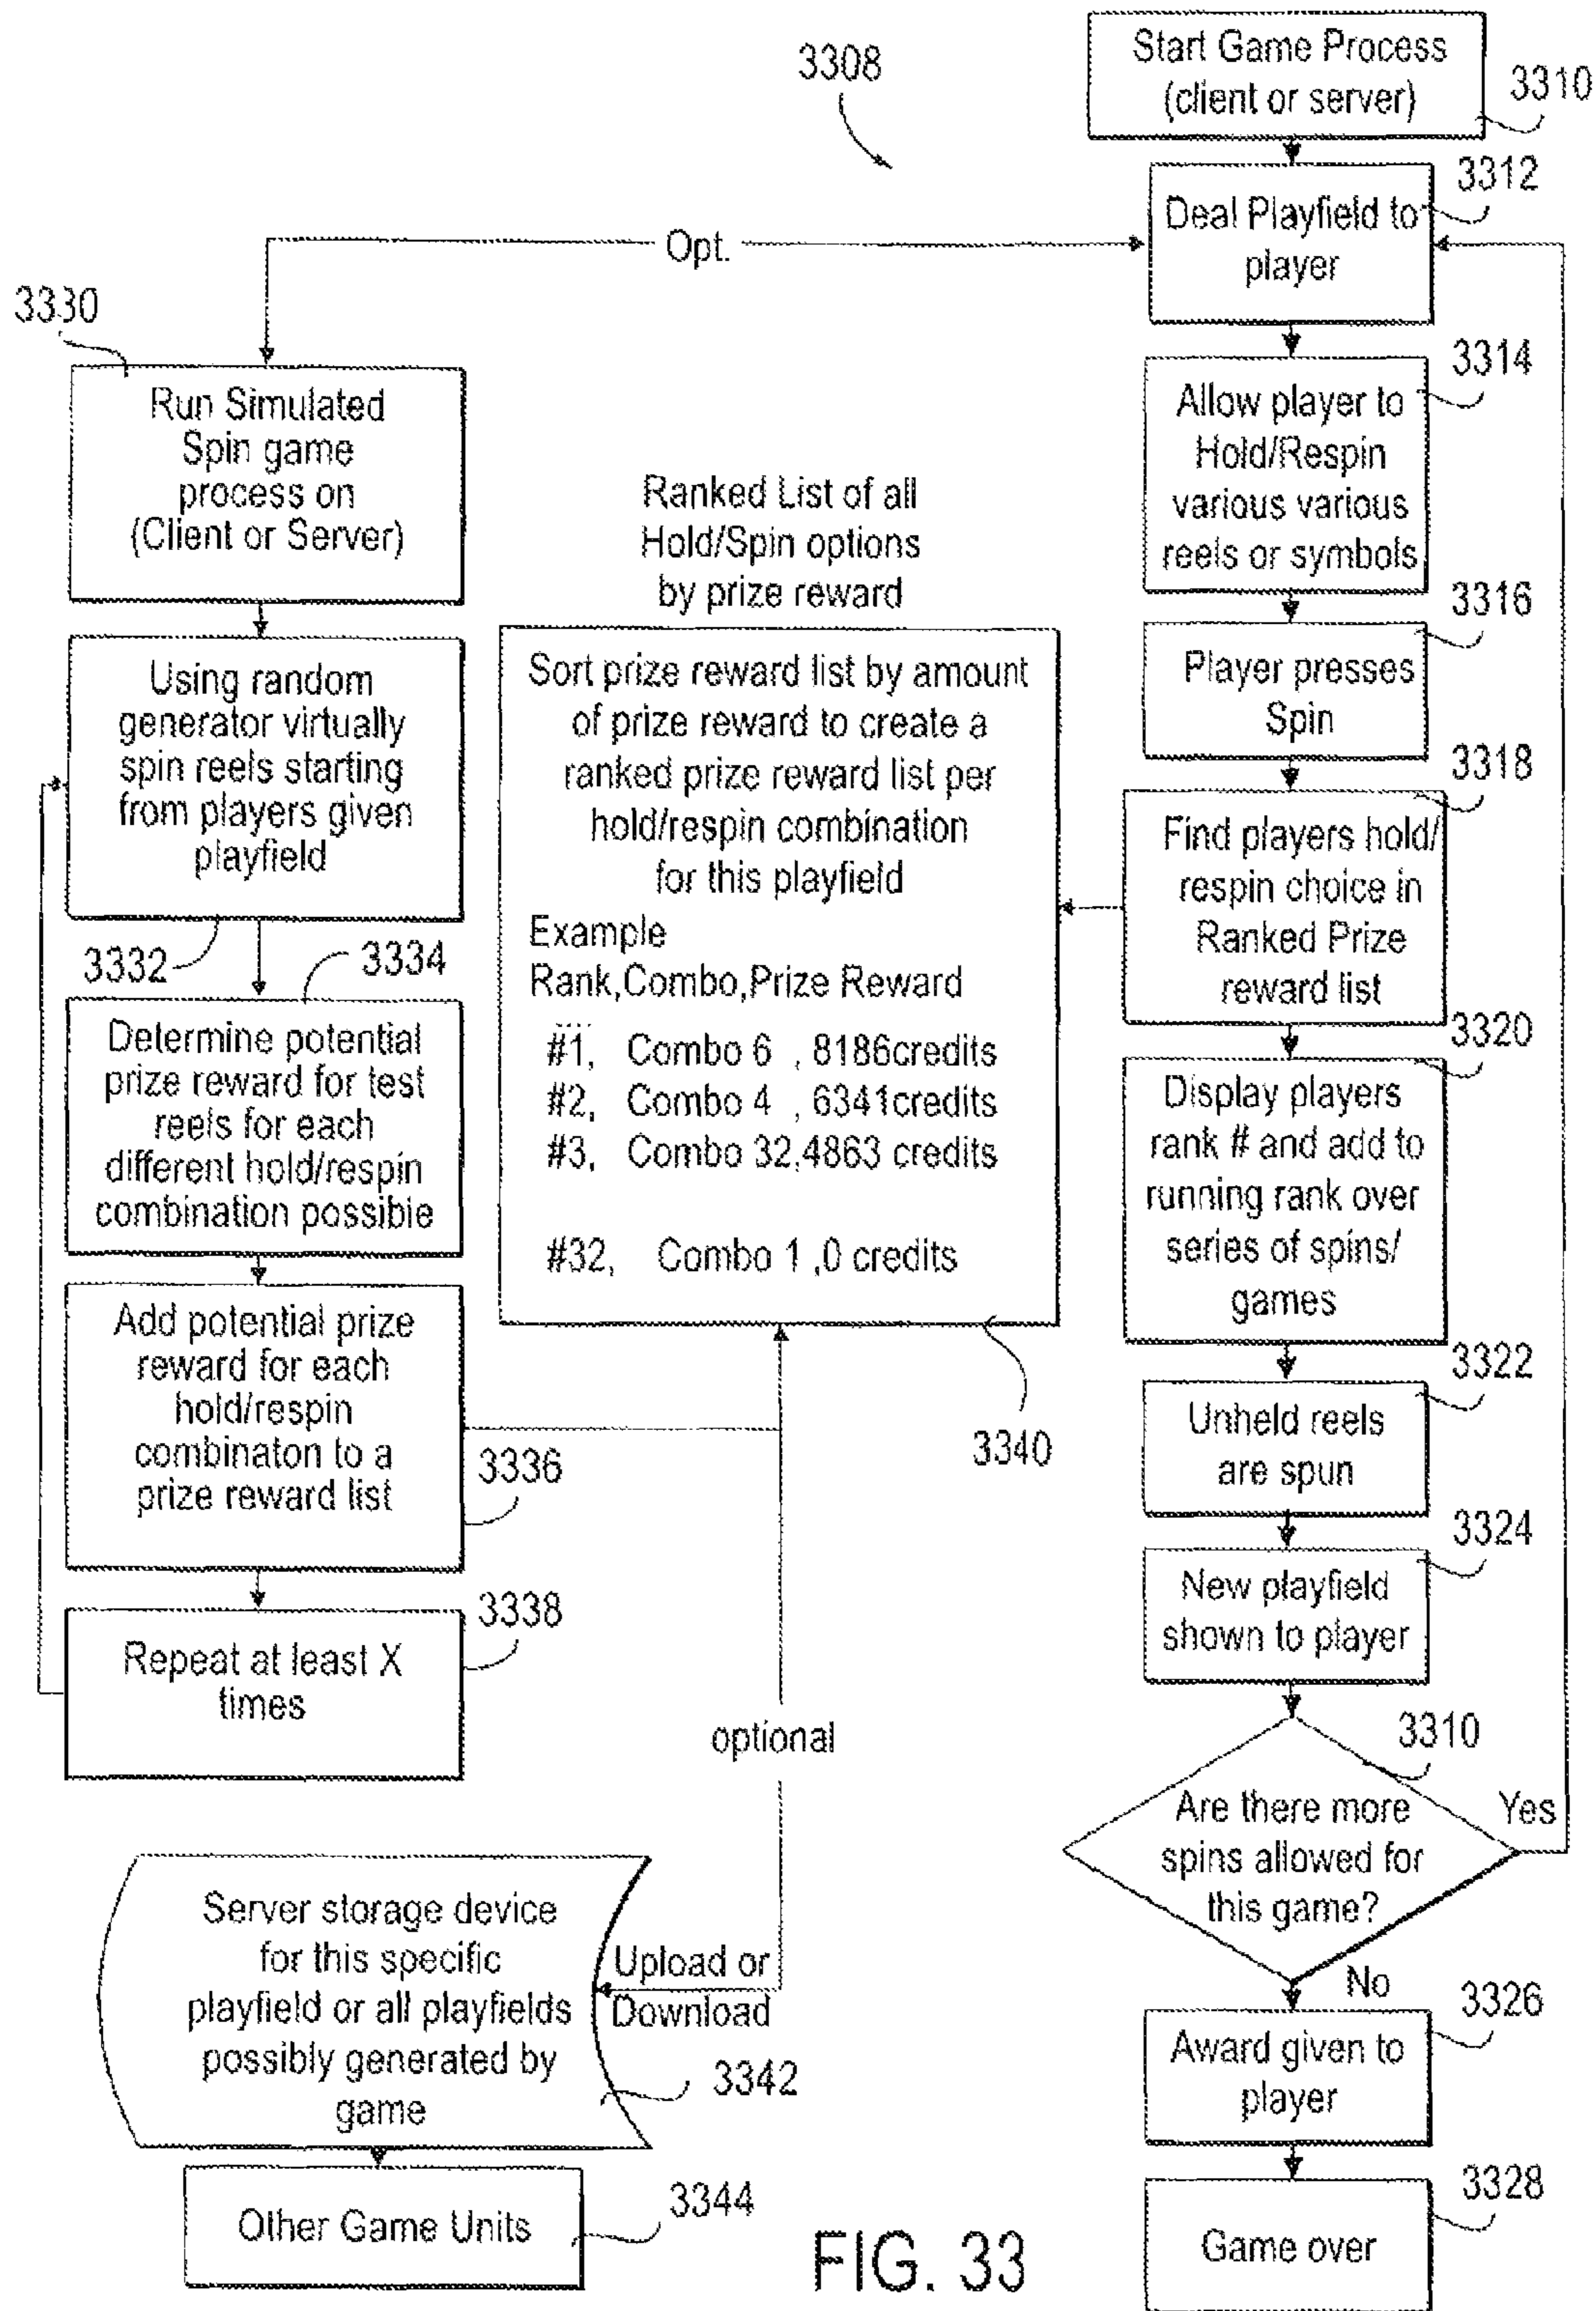 3308
Start Game Process
(client or server)
3310
3312
Deal Playfield to
player
Opt.
3330
Run Simulated
Spin game
process on
(Client or Server)
3314
Allow player to
Hold/Respin
various various
reels or symbols
Ranked List of all
Hold/Spin options
by prize reward
3316
Player presses
Spin
Using random
generator virtually
spin reels starting
from players given
playfield
3332
Sort prize reward list by amount
of prize reward to create a
ranked prize reward list per
hold/respin combination
for this playfield
Example
Rank,Combo,Prize Reward
....
#1, Combo 6 , 8186credits
#2, Combo 4 , 6341credits
#3, Combo 32,4863 credits
#32, Combo 1 ,0 credits
3340
3318
Find players hold/
respin choice in
Ranked Prize
reward list
3334
Determine potential
prize reward for test
reels for each
different hold/respin
combination possible
3320
Display players
rank # and add to
running rank over
series of spins/
games
Add potential prize
reward for each
hold/respin
combinaton to a
prize reward list
3336
3322
Unheld reels
are spun
3324
New playfield
shown to player
3338
Repeat at least X
times
optional
3310
Are there more
spins allowed for
this game?
Yes
No
Server storage device
for this specific
playfield or all playfields
possibly generated by
game
Upload or
Download
3342
3326
Award given to
player
3328
Game over
Other Game Units
3344
FIG. 33